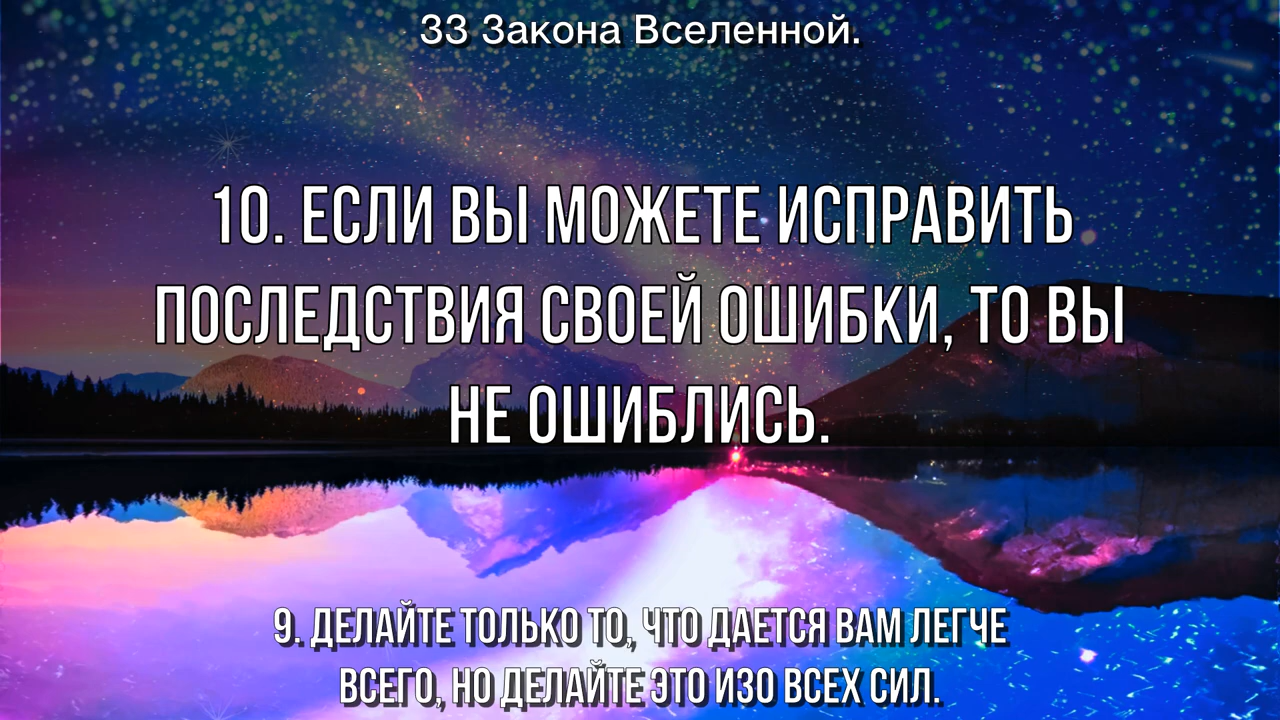 33 Закона Вселенной.
10. ЕСЛИ ВЫ МОЖЕТЕ ИСПРАВИТЬ
ПОСЛЕДСТВИЯ СВОЕЙ ОШИБКИ, ТО ВЫ
НЕ ОШИБЛИСЬ.
9. ДЕЛАЙТЕ ТОЛЬКО ТО, ЧТО ДАЕТСЯ ВАМ ЛЕГЧЕ
ВСЕГО, НО ДЕЛАЙТЕ ЭТО ИЗО ВСЕХ СИЛ.